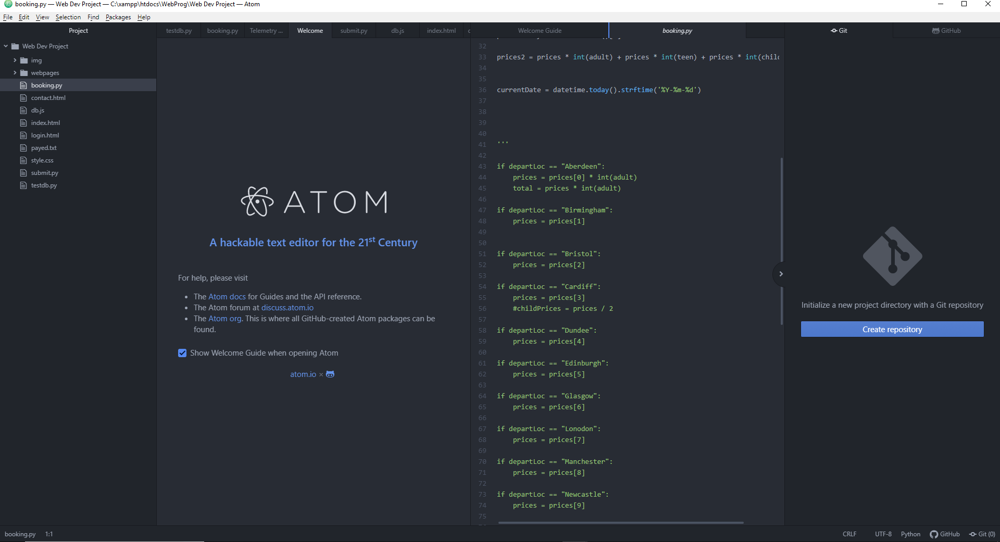 booking.py — Web Dev Project — C:\xampp\htdocs\WebProg\Web Dev Project — Atom
File Edit View Selection Find Packages Help
Project
Web Dev Project
img
webpages
booking.py
contact.html
db.js
index.html
login.html
payed.txt
style.css
submit.py
testdb.py
testdb.py booking.py Telemetry ... Welcome submit.py db.js index.html
ATOM
A hackable text editor for the 21st Century
For help, please visit
• The Atom docs for Guides and the API reference.
• The Atom forum at discuss.atom.io
• The Atom org. This is where all GitHub-created Atom packages can be
found.
Show Welcome Guide when opening Atom
atom.io ×
Welcome Guide booking.py
32
33 prices2 = prices * int(adult) + prices * int(teen) + prices * int(chil
34
35
36 currentDate = datetime.today().strftime('%Y-%m-%d')
37
38
39
40
41 '''
42
43 if departLoc == "Aberdeen":
44 prices = prices[0] * int(adult)
45 total = prices * int(adult)
46
47 if departLoc == "Birmingham":
48 prices = prices[1]
49
50
51 if departLoc == "Bristol":
52 prices = prices[2]
53
54 if departLoc == "Cardiff":
55 prices = prices[3]
56 #childPrices = prices / 2
57
58 if departLoc == "Dundee":
59 prices = prices[4]
60
61 if departLoc == "Edinburgh":
62 prices = prices[5]
63
64 if departLoc == "Glasgow":
65 prices = prices[6]
66
67 if departLoc == "Lonodon":
68 prices = prices[7]
69
70 if departLoc == "Manchester":
71 prices = prices[8]
72
73 if departLoc == "Newcastle":
74 prices = prices[9]
75
Git GitHub
Initialize a new project directory with a Git repository
Create repository
booking.py 1:1
CRLF UTF-8 Python GitHub Git (0)